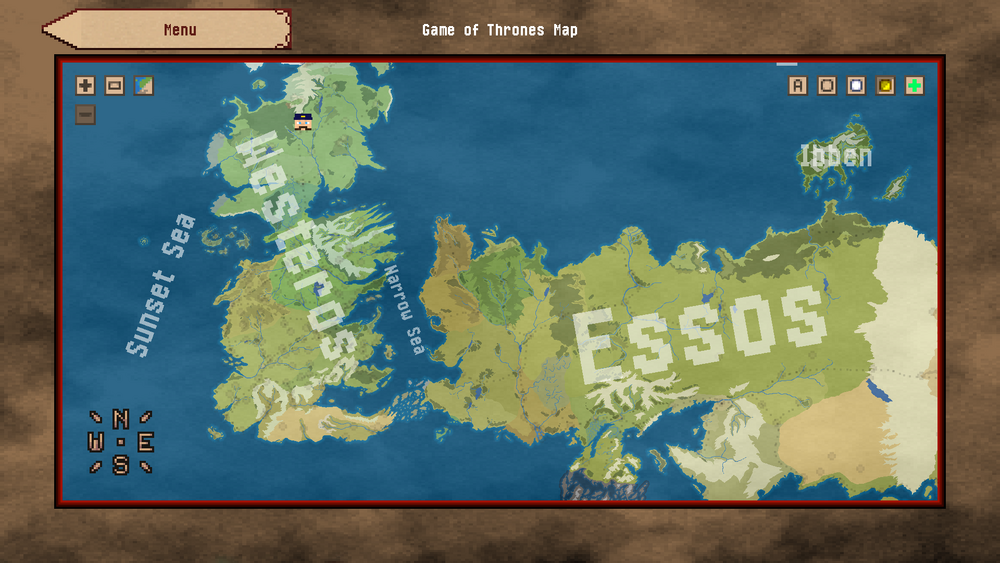 Menu
Game of Thrones Map
A
Ibben
Westeros
Sunset Sea
Narrow Sea
Essos
N
W E
S